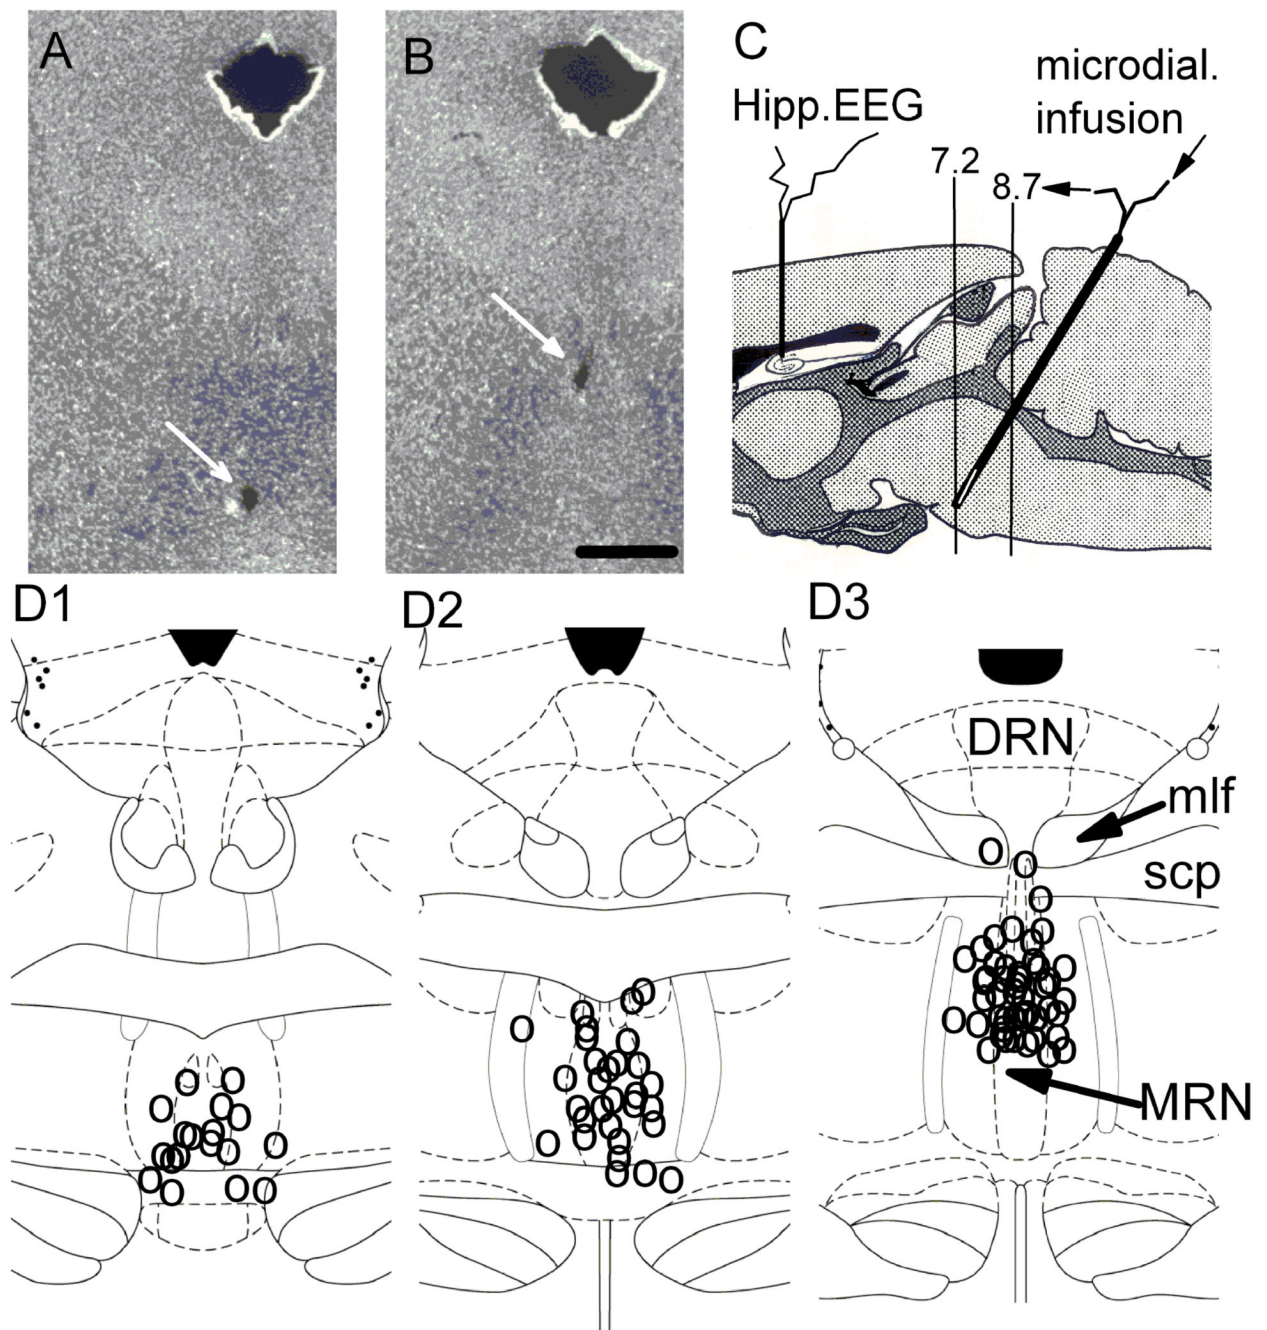 A
B
C
Hipp.EEG
microdial.
infusion
7.2
8.7
D1
D2
D3
DRN
mlf
scp
MRN